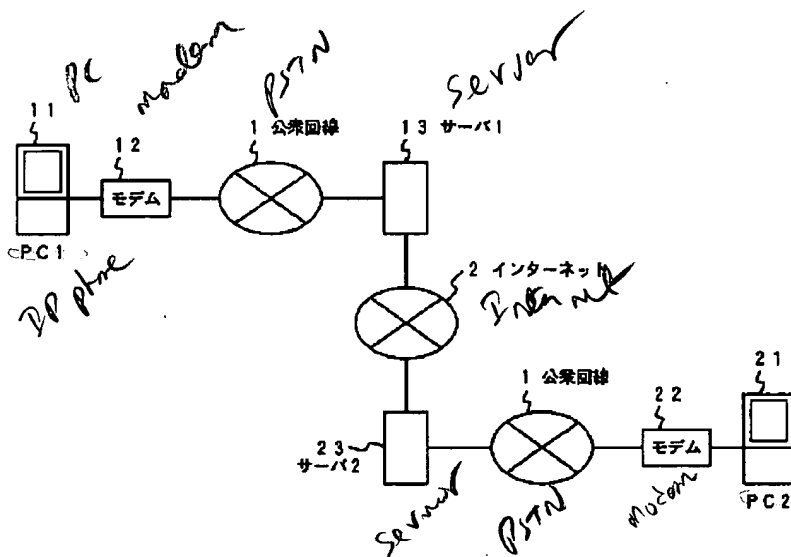 PC
modem
PSTN
Server
11
12
1 公衆回線
13 サーバ1
モデム
PC1
IP phone
2 インターネット
Internet
1 公衆回線
21
22
23
サーバ2
モデム
PC2
Server
PSTN
modem